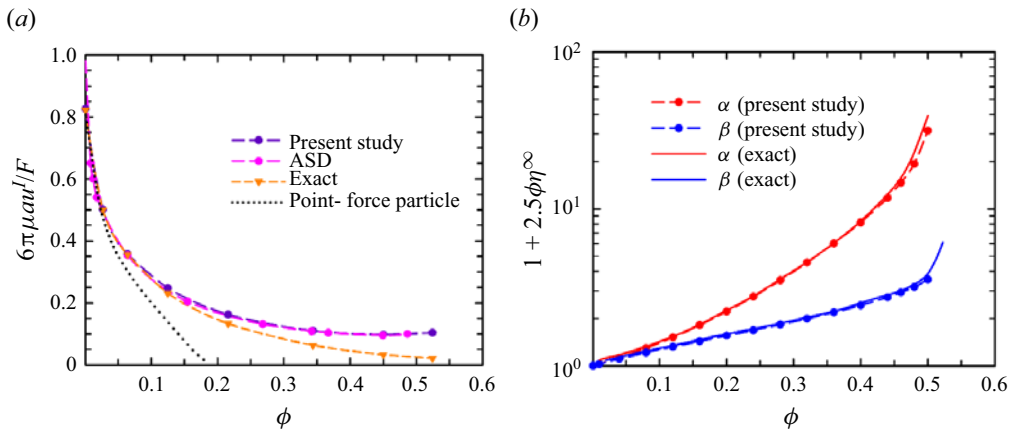 (a)
1.0
0.8
0.6
0.4
0.2
0
6πμau^I/F
Present study
ASD
Exact
Point- force particle
0.1 0.2 0.3 0.4 0.5 0.6
ϕ
(b)
10^2
10^1
10^0
1 + 2.5ϕη^∞
α (present study)
β (present study)
α (exact)
β (exact)
0.1 0.2 0.3 0.4 0.5 0.6
ϕ